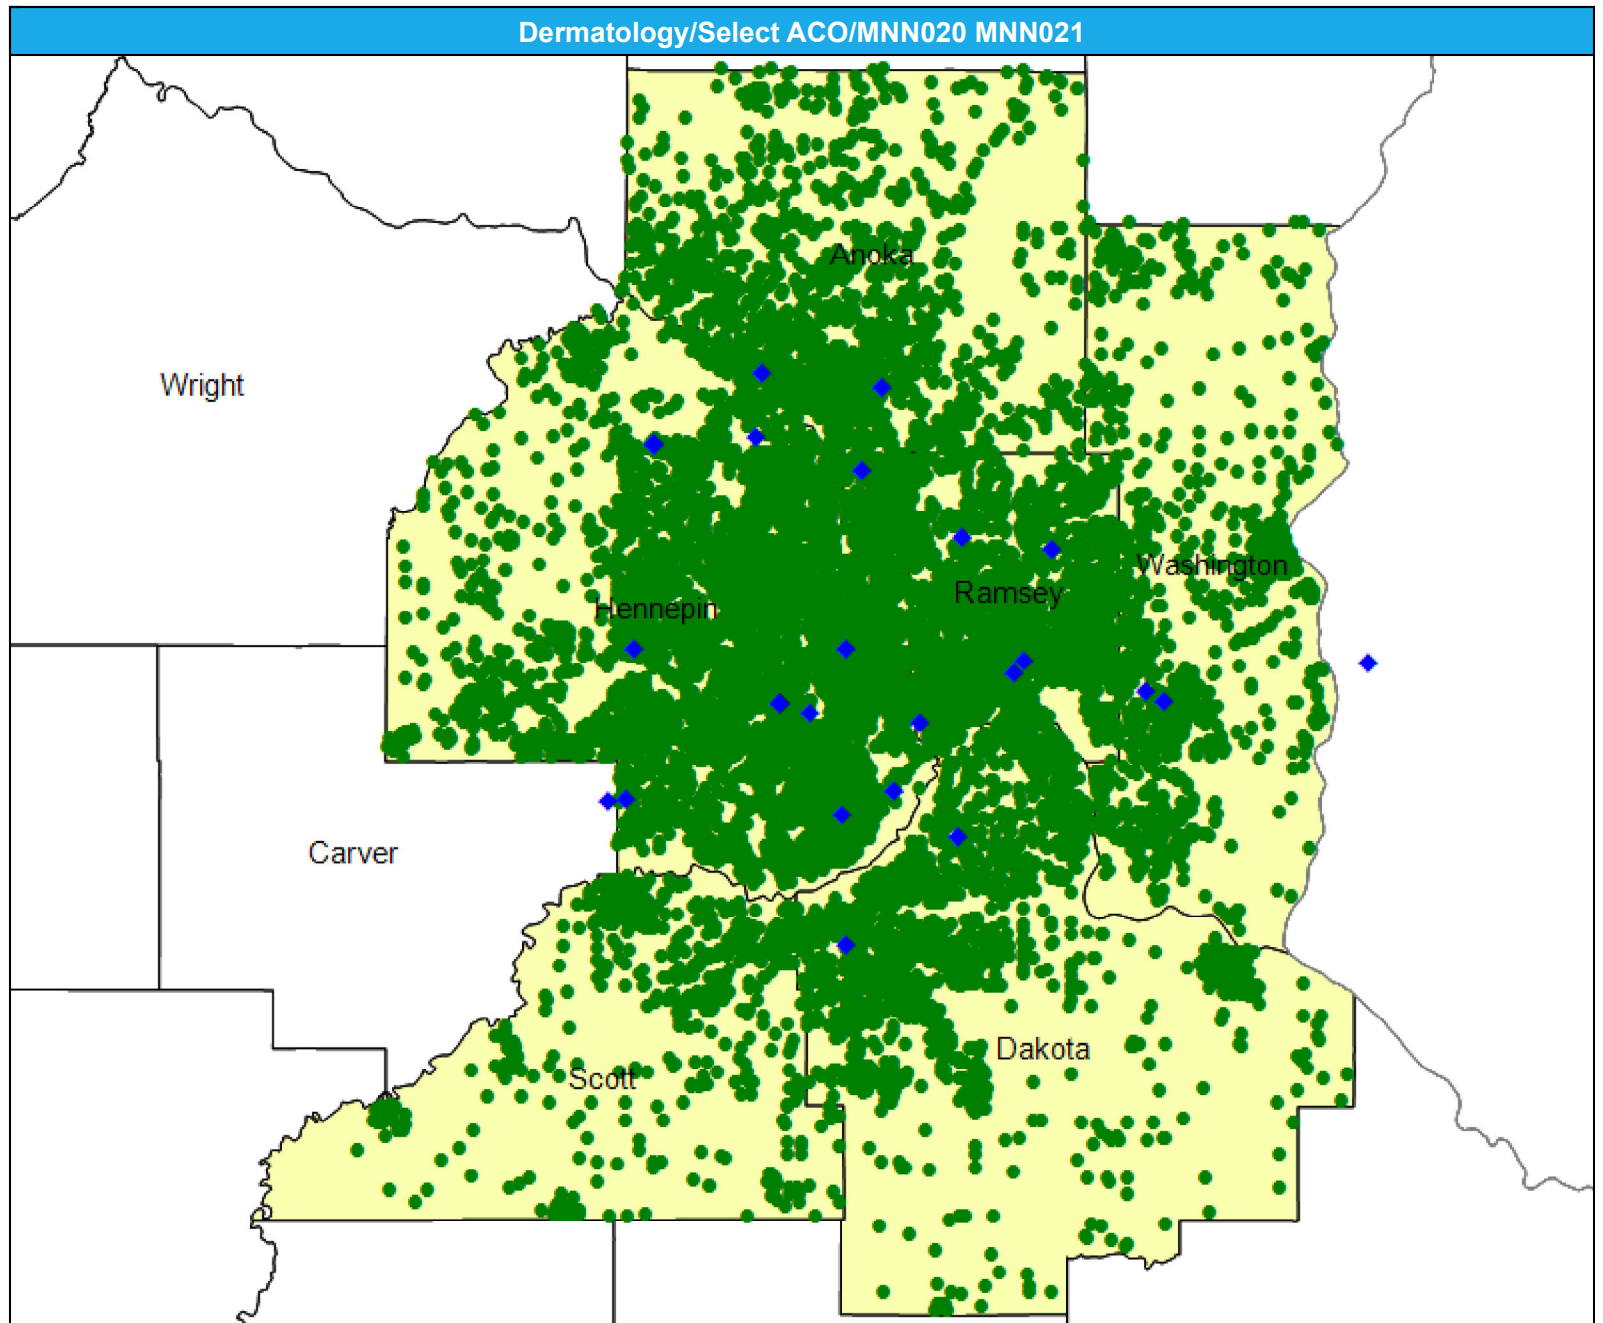 Dermatology/Select ACO/MNN020 MNN021
Anoka
Wright
Washington
Ramsey
Hennepin
Carver
Dakota
Scott